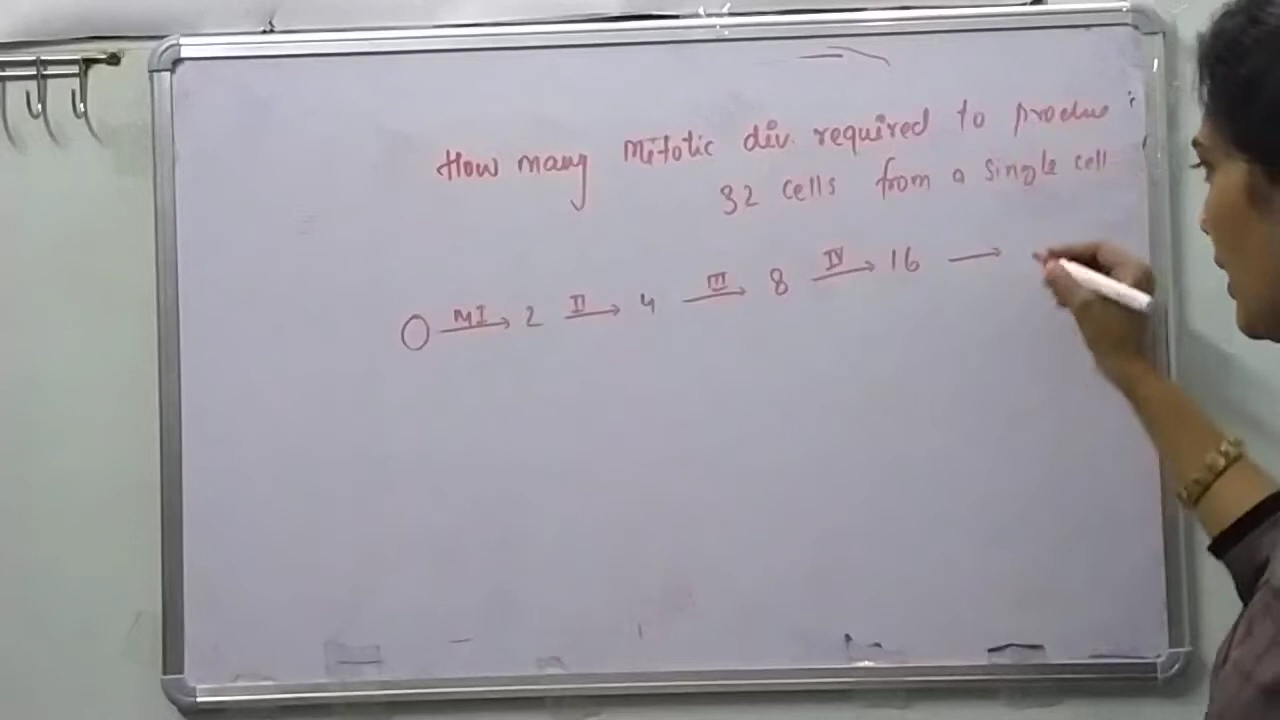 How many Mitotic div. required to produe
32 cells from a single cell
O MI→ 2 II→ 4 III→ 8 IV→ 16 →